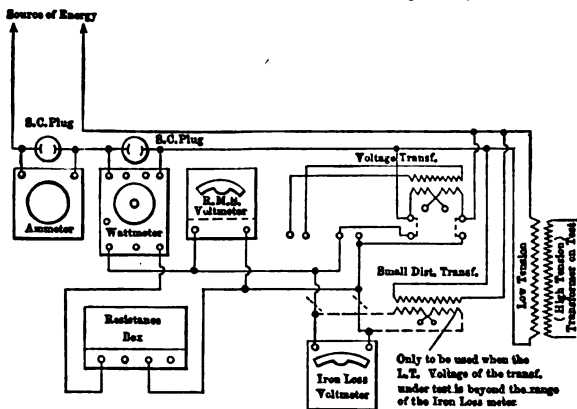 Source of Energy
S.C. Plug
S.C. Plug
Voltage Transf.
R.M.S.
Voltmeter
Ammeter
Wattmeter
Small Dist. Transf.
Low Tension
(High Tension)
Transformer on Test
Resistance
Box
Iron Loss
Voltmeter
Only to be used when the
L.T. Voltage of the transf.
under test is beyond the range
of the Iron Loss meter